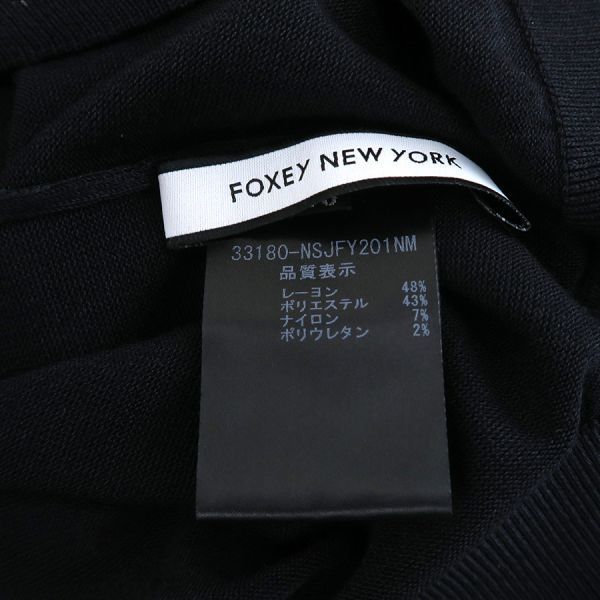 FOXEY NEW YORK
33180-NSJFY201NM
品質表示
レーヨン 48%
ポリエステル 43%
ナイロン 7%
ポリウレタン 2%